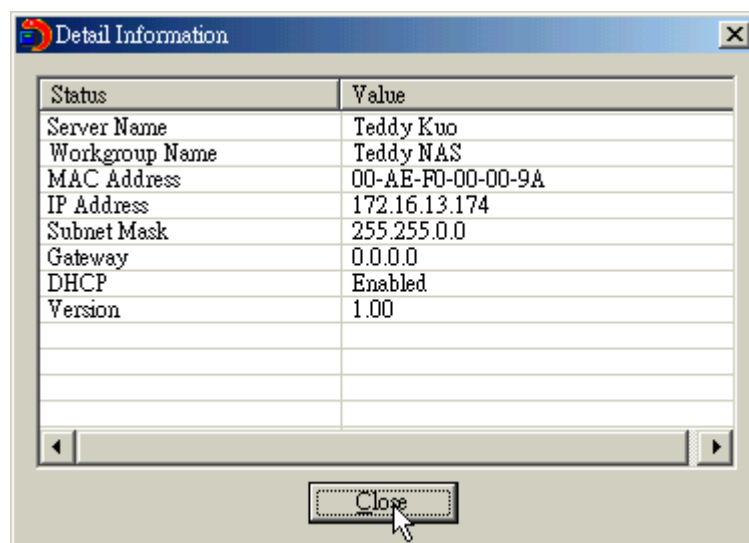 Detail Information
Status Value
Server Name Teddy Kuo
Workgroup Name Teddy NAS
MAC Address 00-AE-F0-00-00-9A
IP Address 172.16.13.174
Subnet Mask 255.255.0.0
Gateway 0.0.0.0
DHCP Enabled
Version 1.00
Close